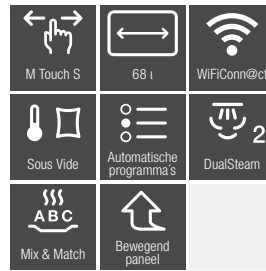 M Touch S
68 l
WiFiConn@ct
Sous Vide
Automatische
programma's
2
DualSteam
ABC
Mix & Match
Bewegend
paneel